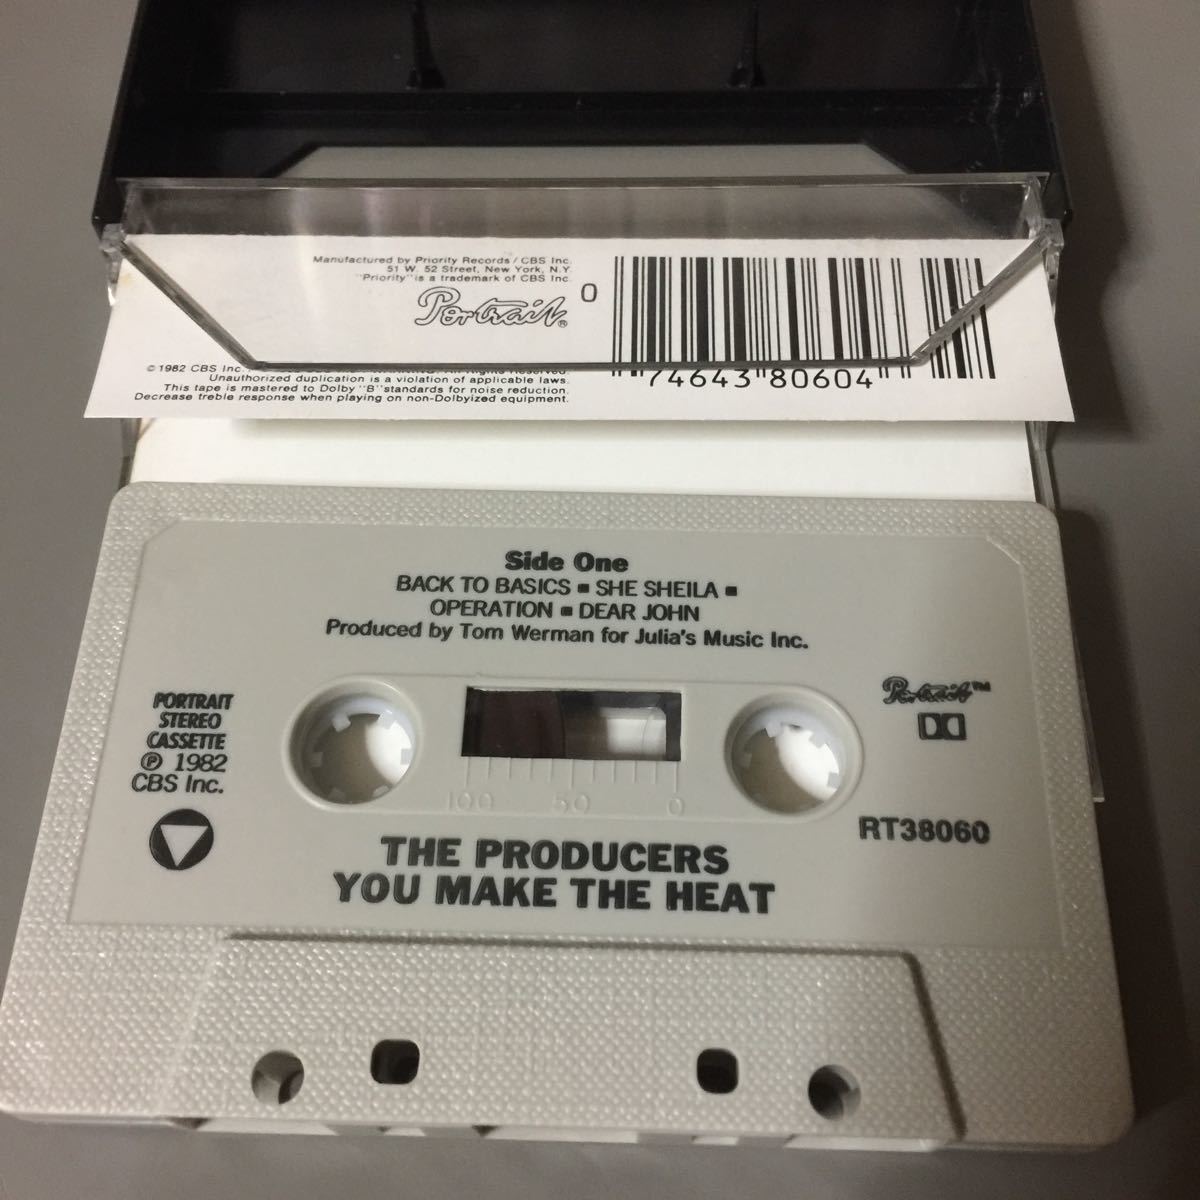 Manufactured by Priority Records / CBS Inc.
51 W. 52 Street, New York, N.Y.
"Priority" is a trademark of CBS Inc.
Portrait®
0
74643 80604
©1982 CBS Inc. All Rights Reserved.
Unauthorized duplication is a violation of applicable laws.
This tape is mastered to Dolby "B" standards for noise reduction.
Decrease treble response when playing on non-Dolbyized equipment.
Side One
BACK TO BASICS ■ SHE SHEILA ■
OPERATION ■ DEAR JOHN
Produced by Tom Werman for Julia's Music Inc.
PORTRAIT
STEREO
CASSETTE
℗ 1982
CBS Inc.
Portrait™
100 50 0
RT38060
THE PRODUCERS
YOU MAKE THE HEAT